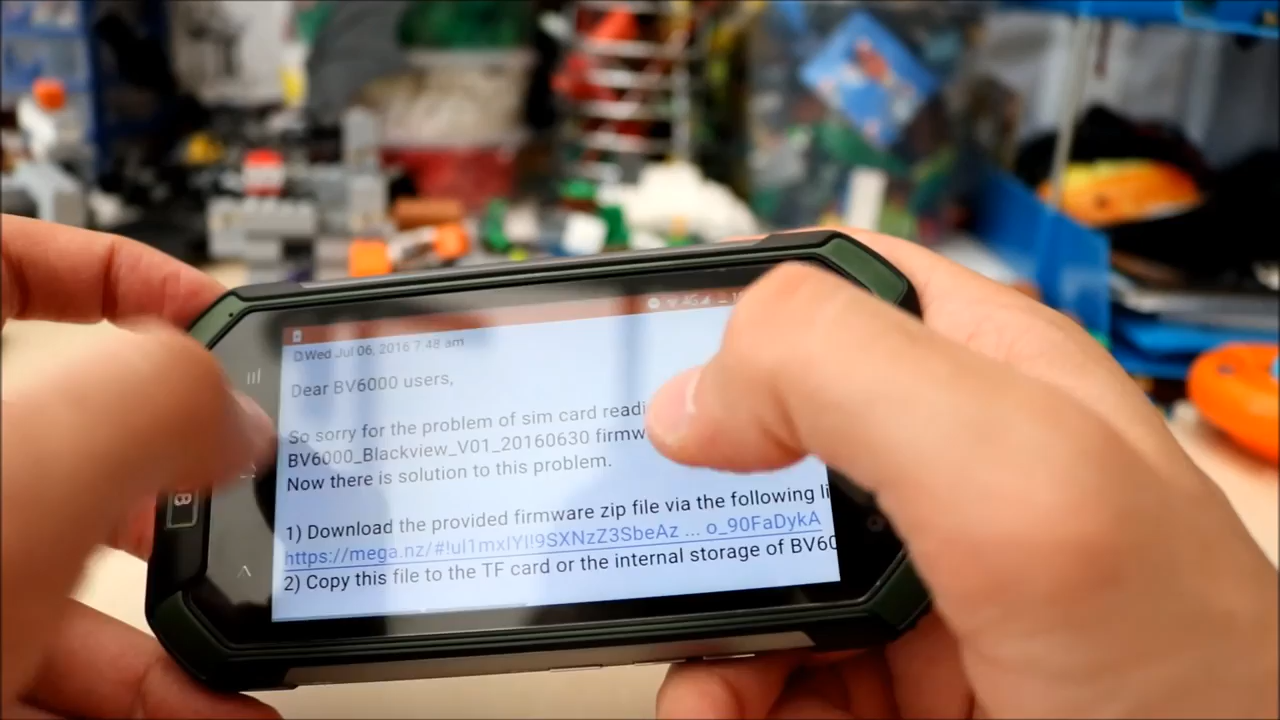 Wed Jul 06, 2016 7:48 am
Dear BV6000 users,
So sorry for the problem of sim card readi
BV6000_Blackview_V01_20160630 firmw
Now there is solution to this problem.
1) Download the provided firmware zip file via the following li
https://mega.nz/#!ul1mxIYI!9SXNzZ3SbeAz ... o_90FaDykA
2) Copy this file to the TF card or the internal storage of BV60
4G